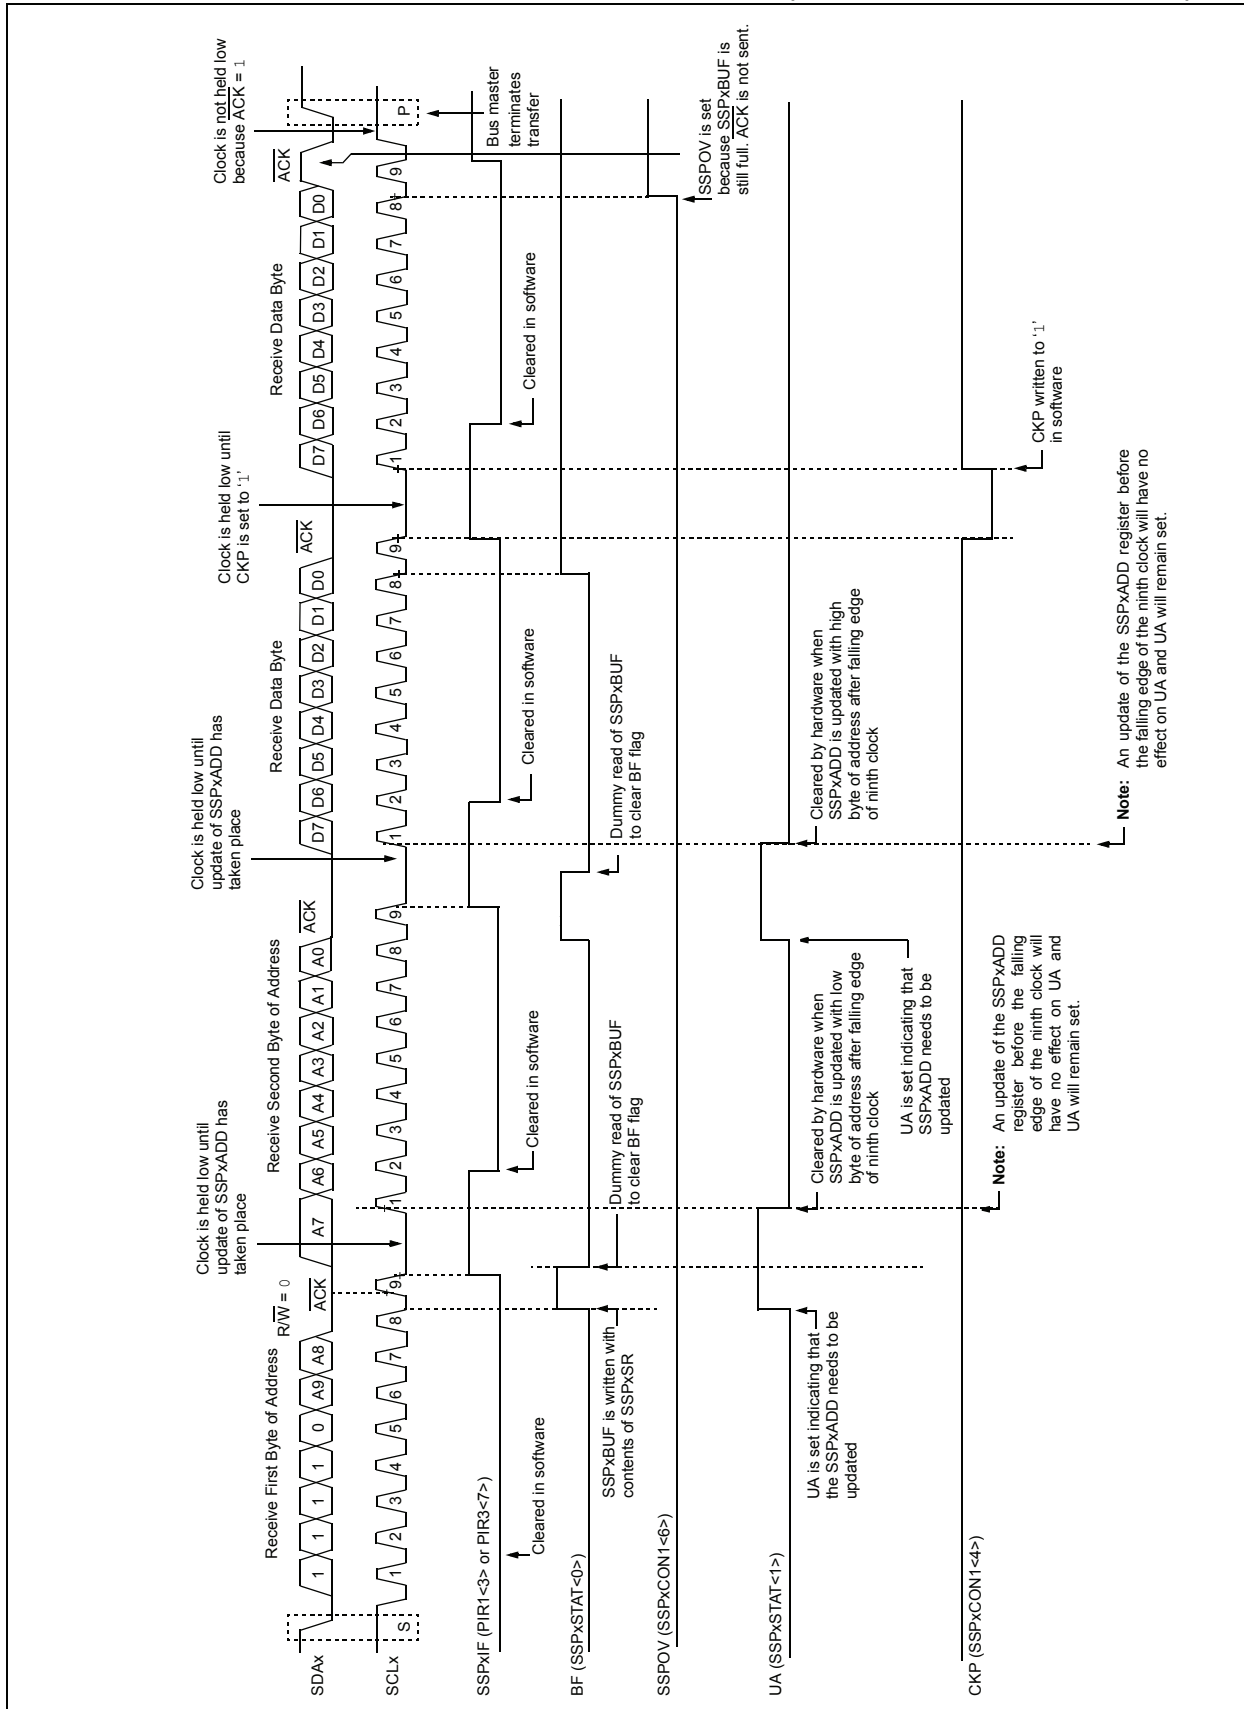 Receive First Byte of Address
R/W = 0
ACK
Clock is held low until
update of SSPxADD has
taken place
Receive Second Byte of Address
ACK
Clock is held low until
update of SSPxADD has
taken place
Receive Data Byte
ACK
Clock is held low until
CKP is set to ‘1’
Receive Data Byte
ACK
Clock is not held low
because ACK = 1
SDAx
1 1 1 1 0 A9 A8
A7 A6 A5 A4 A3 A2 A1 A0
D7 D6 D5 D4 D3 D2 D1 D0
D7 D6 D5 D4 D3 D2 D1 D0
SCLx
S
1 2 3 4 5 6 7 8 9
1 2 3 4 5 6 7 8 9
1 2 3 4 5 6 7 8 9
1 2 3 4 5 6 7 8 9
P
Bus master
terminates
transfer
SSPxIF (PIR1<3> or PIR3<7>)
Cleared in software
Cleared in software
Cleared in software
Cleared in software
BF (SSPxSTAT<0>)
SSPxBUF is written with
contents of SSPxSR
Dummy read of SSPxBUF
to clear BF flag
Dummy read of SSPxBUF
to clear BF flag
SSPOV (SSPxCON1<6>)
SSPOV is set
because SSPxBUF is
still full. ACK is not sent.
UA (SSPxSTAT<1>)
UA is set indicating that
the SSPxADD needs to be
updated
Cleared by hardware when
SSPxADD is updated with low
byte of address after falling edge
of ninth clock
UA is set indicating that
SSPxADD needs to be
updated
Cleared by hardware when
SSPxADD is updated with high
byte of address after falling edge
of ninth clock
CKP (SSPxCON1<4>)
CKP written to ‘1’
in software
Note: An update of the SSPxADD
register before the falling
edge of the ninth clock will
have no effect on UA and
UA will remain set.
Note: An update of the SSPxADD register before
the falling edge of the ninth clock will have no
effect on UA and UA will remain set.